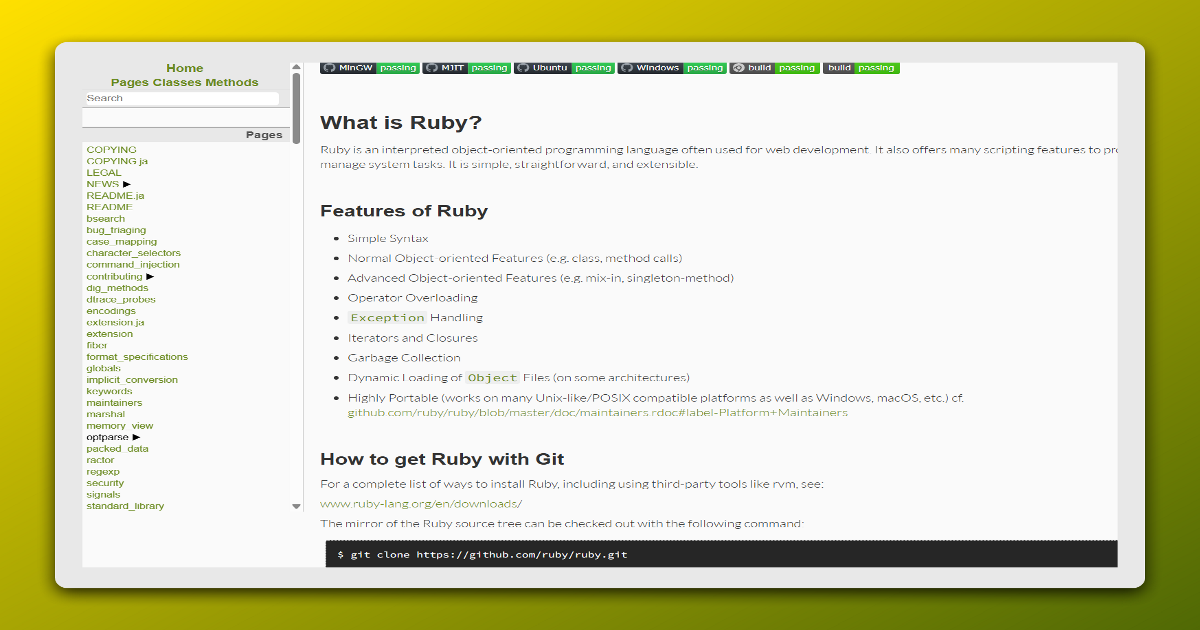 Home
Pages Classes Methods
Search
Pages
COPYING
COPYING.ja
LEGAL
NEWS ▶
README.ja
README
bsearch
bug_triaging
case_mapping
character_selectors
command_injection
contributing ▶
dig_methods
dtrace_probes
encodings
extension.ja
extension
fiber
format_specifications
globals
implicit_conversion
keywords
maintainers
marshal
memory_view
optparse ▶
packed_data
ractor
regexp
security
signals
standard_library
MinGW passing MJIT passing Ubuntu passing Windows passing build passing build passing
What is Ruby?
Ruby is an interpreted object-oriented programming language often used for web development. It also offers many scripting features to pro
manage system tasks. It is simple, straightforward, and extensible.
Features of Ruby
• Simple Syntax
• Normal Object-oriented Features (e.g. class, method calls)
• Advanced Object-oriented Features (e.g. mix-in, singleton-method)
• Operator Overloading
• Exception Handling
• Iterators and Closures
• Garbage Collection
• Dynamic Loading of Object Files (on some architectures)
• Highly Portable (works on many Unix-like/POSIX compatible platforms as well as Windows, macOS, etc.) cf.
github.com/ruby/ruby/blob/master/doc/maintainers.rdoc#label-Platform+Maintainers
How to get Ruby with Git
For a complete list of ways to install Ruby, including using third-party tools like rvm, see:
www.ruby-lang.org/en/downloads/
The mirror of the Ruby source tree can be checked out with the following command:
$ git clone https://github.com/ruby/ruby.git